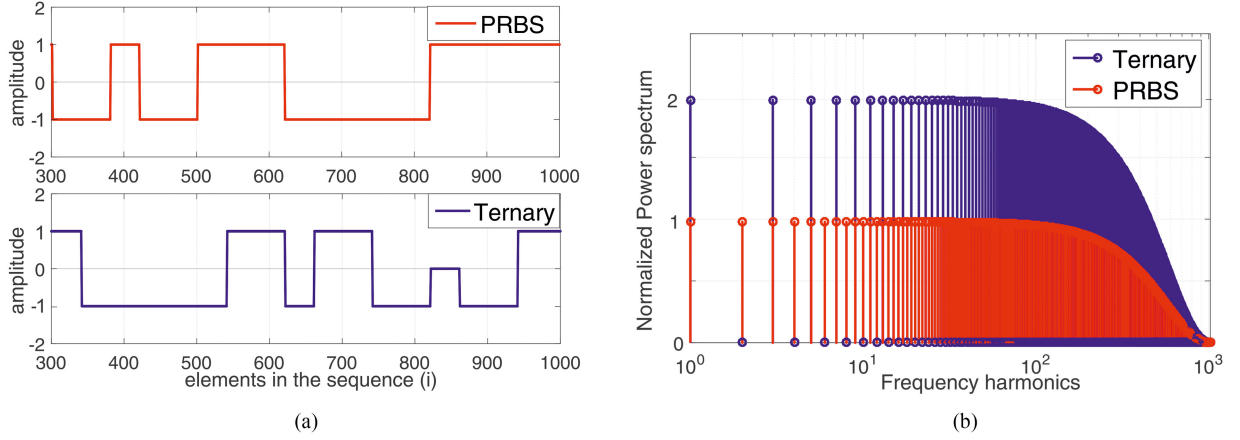 2
1
0
-1
-2
amplitude
PRBS
300 400 500 600 700 800 900 1000
2
1
0
-1
-2
amplitude
Ternary
300 400 500 600 700 800 900 1000
elements in the sequence (i)
(a)
Normalized Power spectrum
2
1
0
Ternary
PRBS
10^0 10^1 10^2 10^3
Frequency harmonics
(b)